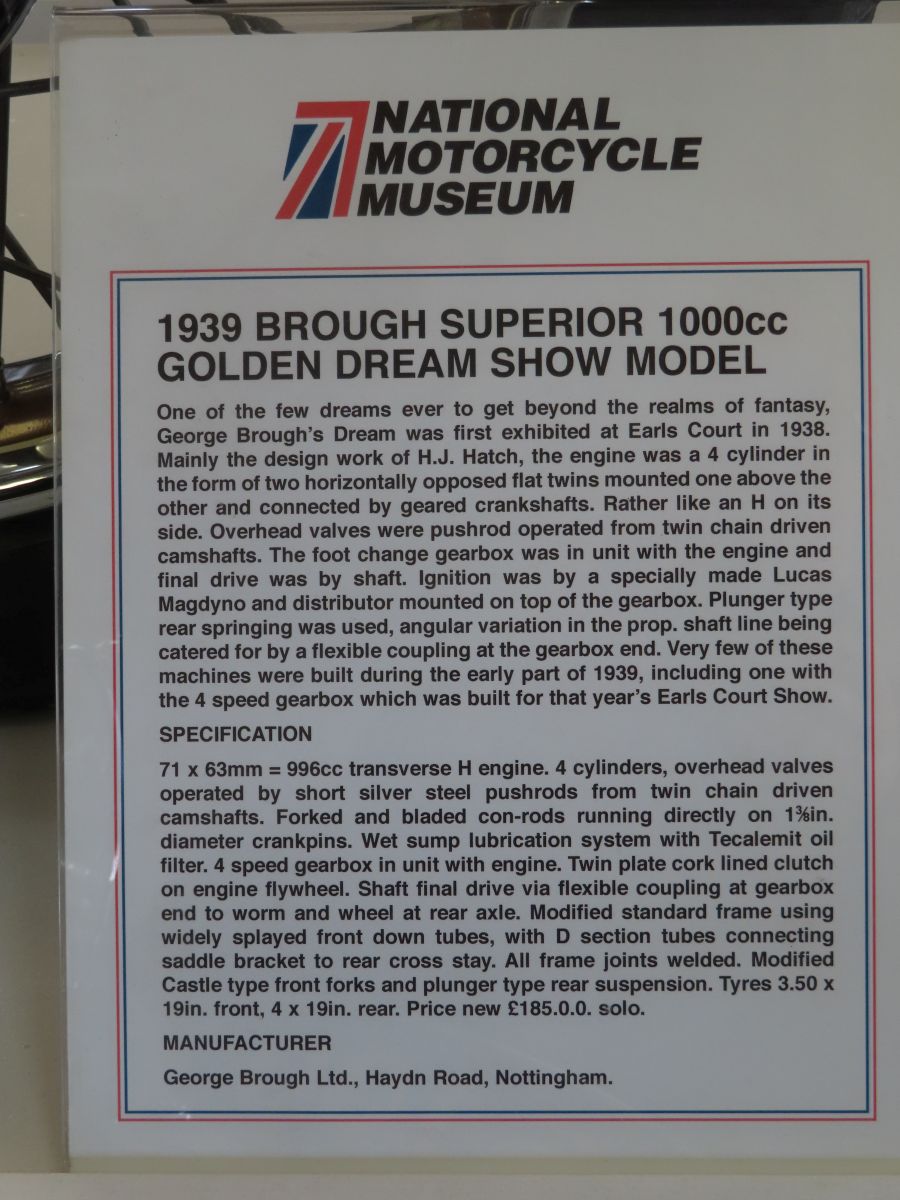 NATIONAL
MOTORCYCLE
MUSEUM
1939 BROUGH SUPERIOR 1000cc
GOLDEN DREAM SHOW MODEL
One of the few dreams ever to get beyond the realms of fantasy,
George Brough's Dream was first exhibited at Earls Court in 1938.
Mainly the design work of H.J. Hatch, the engine was a 4 cylinder in
the form of two horizontally opposed flat twins mounted one above the
other and connected by geared crankshafts. Rather like an H on its
side. Overhead valves were pushrod operated from twin chain driven
camshafts. The foot change gearbox was in unit with the engine and
final drive was by shaft. Ignition was by a specially made Lucas
Magdyno and distributor mounted on top of the gearbox. Plunger type
rear springing was used, angular variation in the prop. shaft line being
catered for by a flexible coupling at the gearbox end. Very few of these
machines were built during the early part of 1939, including one with
the 4 speed gearbox which was built for that year's Earls Court Show.
SPECIFICATION
71 x 63mm = 996cc transverse H engine. 4 cylinders, overhead valves
operated by short silver steel pushrods from twin chain driven
camshafts. Forked and bladed con-rods running directly on 1⅜in.
diameter crankpins. Wet sump lubrication system with Tecalemit oil
filter. 4 speed gearbox in unit with engine. Twin plate cork lined clutch
on engine flywheel. Shaft final drive via flexible coupling at gearbox
end to worm and wheel at rear axle. Modified standard frame using
widely splayed front down tubes, with D section tubes connecting
saddle bracket to rear cross stay. All frame joints welded. Modified
Castle type front forks and plunger type rear suspension. Tyres 3.50 x
19in. front, 4 x 19in. rear. Price new £185.0.0. solo.
MANUFACTURER
George Brough Ltd., Haydn Road, Nottingham.